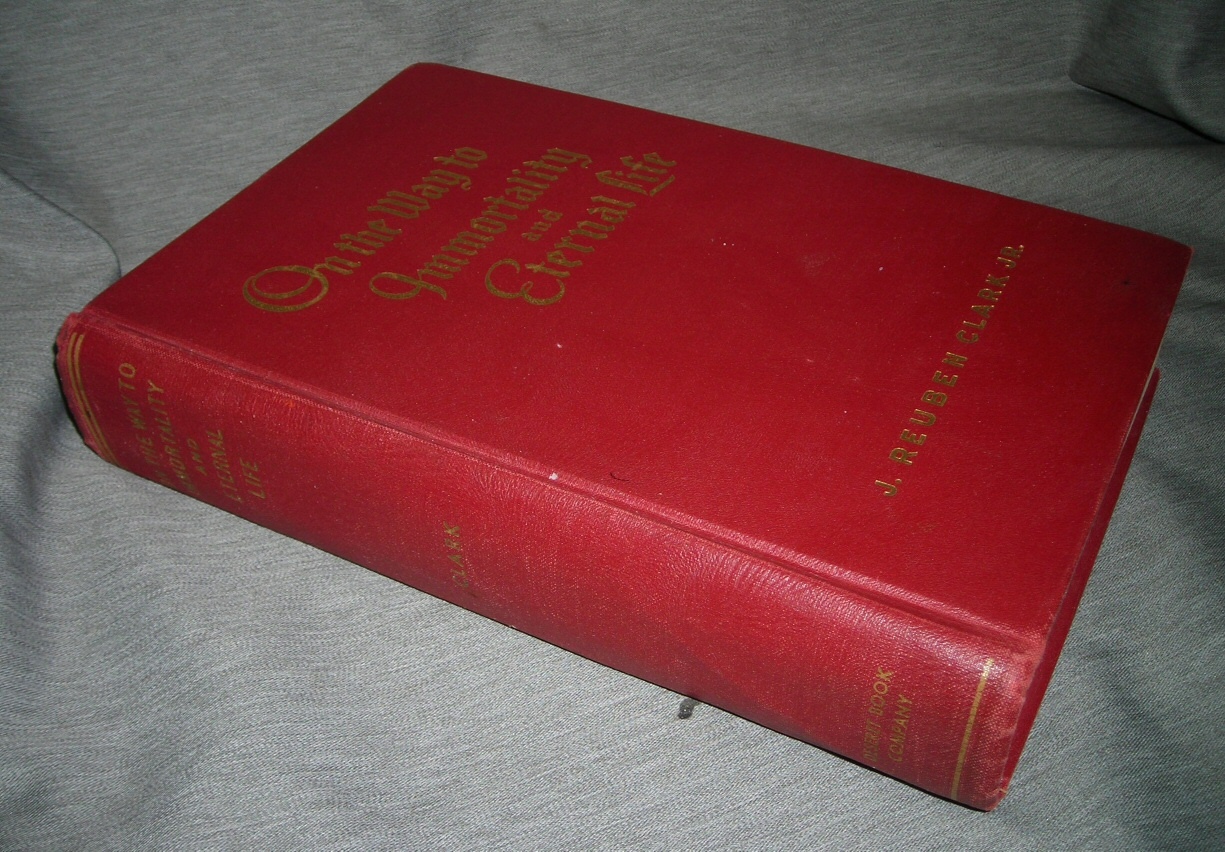 On the Way to
Immortality
and
Eternal Life
J. REUBEN CLARK JR.
ON THE WAY TO
IMMORTALITY
AND
ETERNAL
LIFE
CLARK
DESERET BOOK
COMPANY